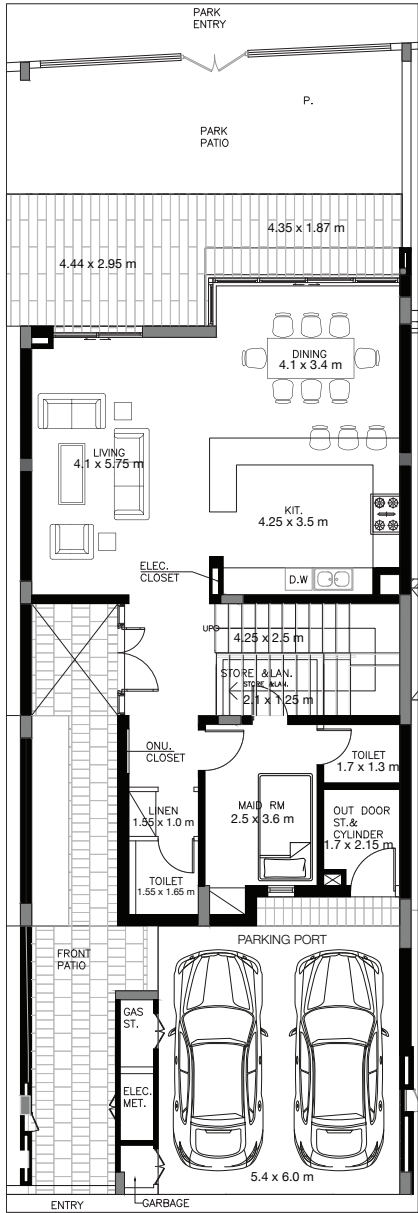 PARK
ENTRY
P.
PARK
PATIO
4.35 x 1.87 m
4.44 x 2.95 m
DINING
4.1 x 3.4 m
LIVING
4.1 x 5.75 m
KIT.
4.25 x 3.5 m
ELEC.
CLOSET
D.W
UP
4.25 x 2.5 m
STORE &LAN.
STORE &LAN.
2.1 x 1.25 m
ONU.
CLOSET
TOILET
1.7 x 1.3 m
LINEN
1.55 x 1.0 m
MAID RM
2.5 x 3.6 m
OUT DOOR
ST.&
CYLINDER
1.7 x 2.15 m
TOILET
1.55 x 1.65 m
PARKING PORT
FRONT
PATIO
GAS
ST.
ELEC.
MET.
5.4 x 6.0 m
ENTRY
GARBAGE